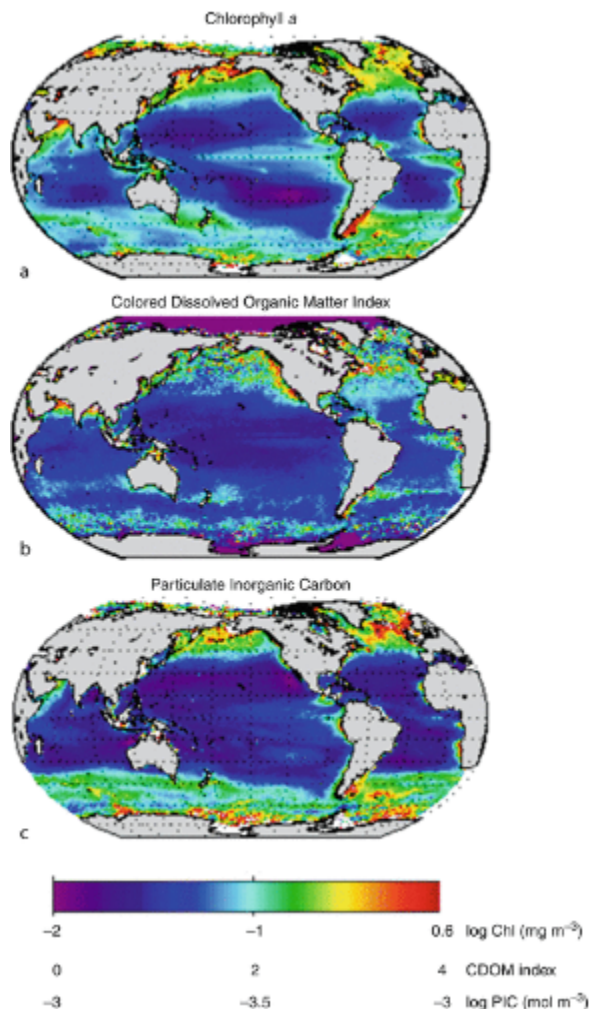 Chlorophyll a
a
Colored Dissolved Organic Matter Index
b
Particulate Inorganic Carbon
c
−2 −1 0.6 log Chl (mg m⁻³)
0 2 4 CDOM index
−3 −3.5 −3 log PIC (mol m⁻³)